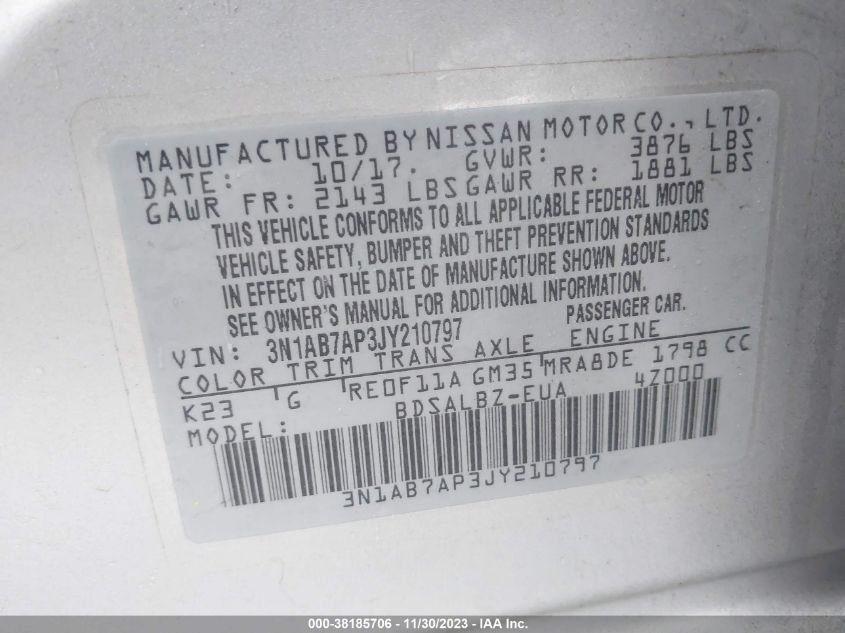 MANUFACTURED BY NISSAN MOTOR CO., LTD.
DATE: 10/17. GVWR: 3876 LBS
GAWR FR: 2143 LBS GAWR RR: 1881 LBS
THIS VEHICLE CONFORMS TO ALL APPLICABLE FEDERAL MOTOR
VEHICLE SAFETY, BUMPER AND THEFT PREVENTION STANDARDS
IN EFFECT ON THE DATE OF MANUFACTURE SHOWN ABOVE.
SEE OWNER'S MANUAL FOR ADDITIONAL INFORMATION.
VIN: 3N1AB7AP3JY210797 PASSENGER CAR.
COLOR TRIM TRANS AXLE ENGINE
K23 G RE0F11A GM35 MRA8DE 1798 CC
MODEL: BDSALBZ-EUA 4Z000
3N1AB7AP3JY210797
000-38185706 - 11/30/2023 - IAA Inc.